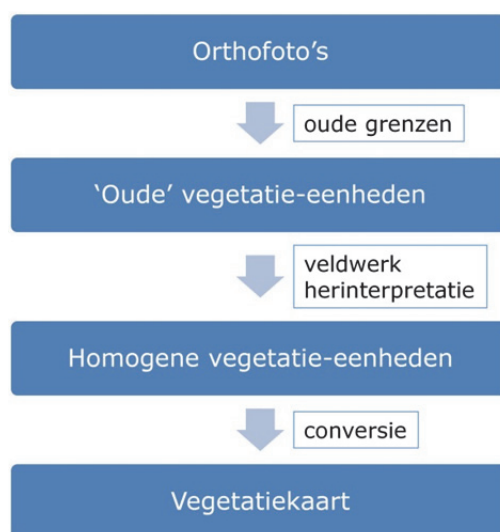 Orthofoto’s
oude grenzen
‘Oude’ vegetatie-eenheden
veldwerk
herinterpretatie
Homogene vegetatie-eenheden
conversie
Vegetatiekaart